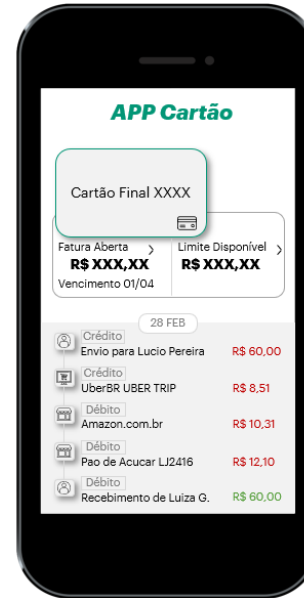 APP Cartão
Cartão Final XXXX
Fatura Aberta
Limite Disponível
R$ XXX,XX
R$ XXX,XX
Vencimento 01/04
28 FEB
Crédito
Envio para Lucio Pereira R$ 60,00
Crédito
UberBR UBER TRIP R$ 8,51
Débito
Amazon.com.br R$ 10,31
Débito
Pao de Acucar LJ2416 R$ 12,10
Débito
Recebimento de Luiza G. R$ 60,00